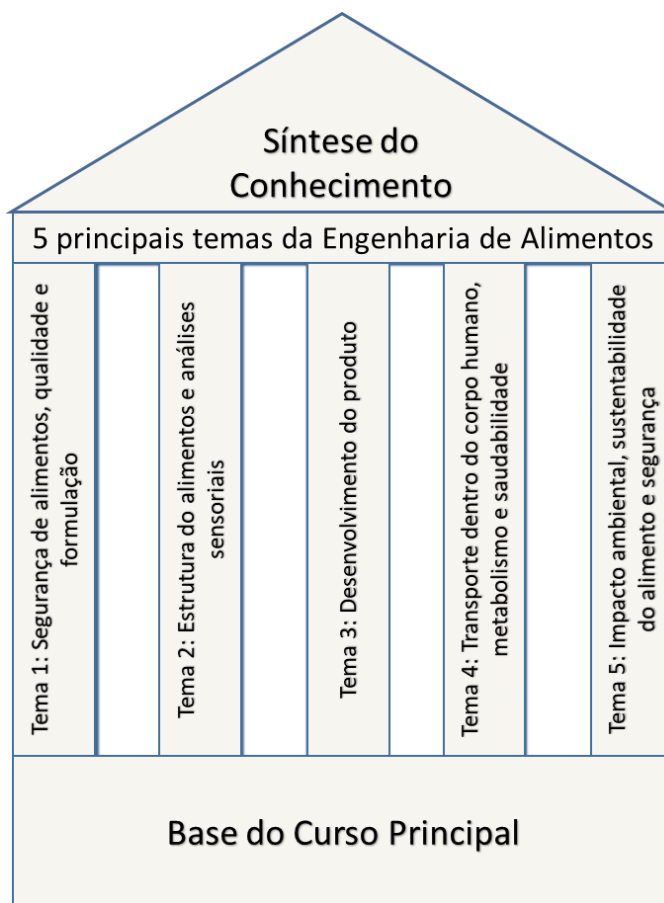 Síntese do
Conhecimento
5 principais temas da Engenharia de Alimentos
Tema 1: Segurança de alimentos, qualidade e
formulação
Tema 2: Estrutura do alimentos e análises
sensoriais
Tema 3: Desenvolvimento do produto
Tema 4: Transporte dentro do corpo humano,
metabolismo e saudabilidade
Tema 5: Impacto ambiental, sustentabilidade
do alimento e segurança
Base do Curso Principal